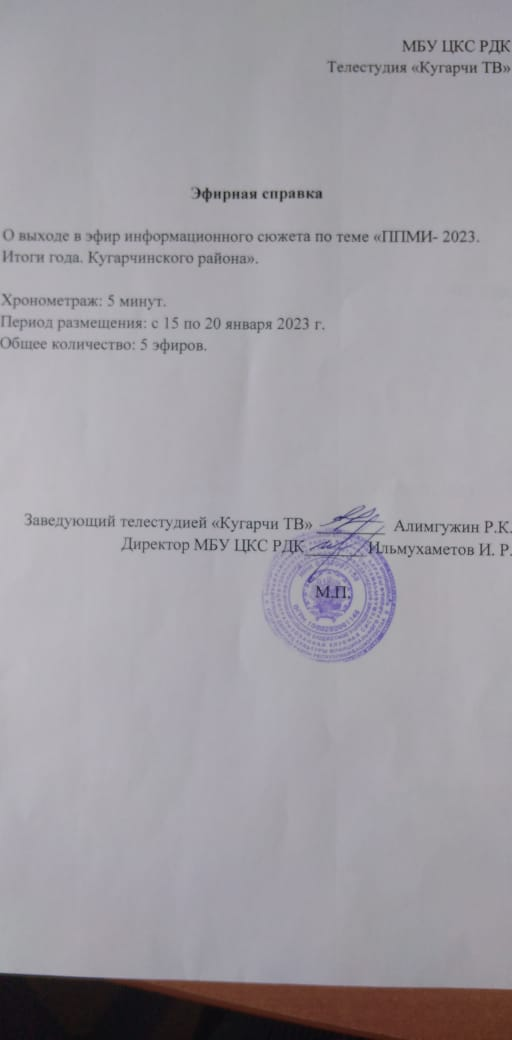 МБУ ЦКС РДК
Телестудия «Кугарчи ТВ»
Эфирная справка
О выходе в эфир информационного сюжета по теме «ППМИ- 2023.
Итоги года. Кугарчинского района».
Хронометраж: 5 минут.
Период размещения: с 15 по 20 января 2023 г.
Общее количество: 5 эфиров.
Заведующий телестудией «Кугарчи ТВ» Алимгужин Р.К.
Директор МБУ ЦКС РДК Ильмухаметов И. Р.
М.П.